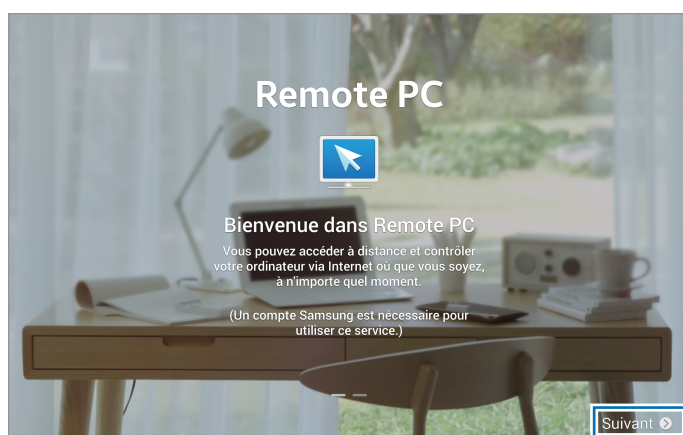 Remote PC
Bienvenue dans Remote PC
Vous pouvez accéder à distance et contrôler
votre ordinateur via Internet où que vous soyez,
à n'importe quel moment.
(Un compte Samsung est nécessaire pour
utiliser ce service.)
Suivant